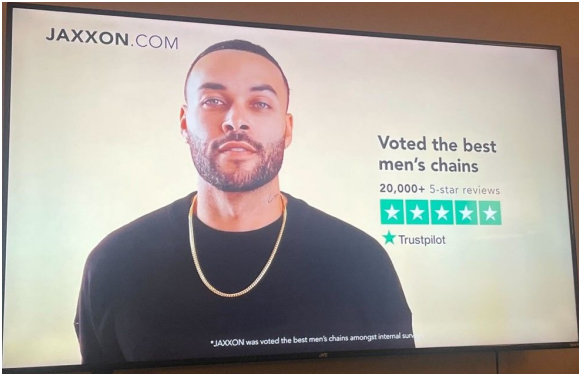 JAXXON.COM
Voted the best
men's chains
20,000+ 5-star reviews
Trustpilot
*JAXXON was voted the best men's chains amongst internal
JVC